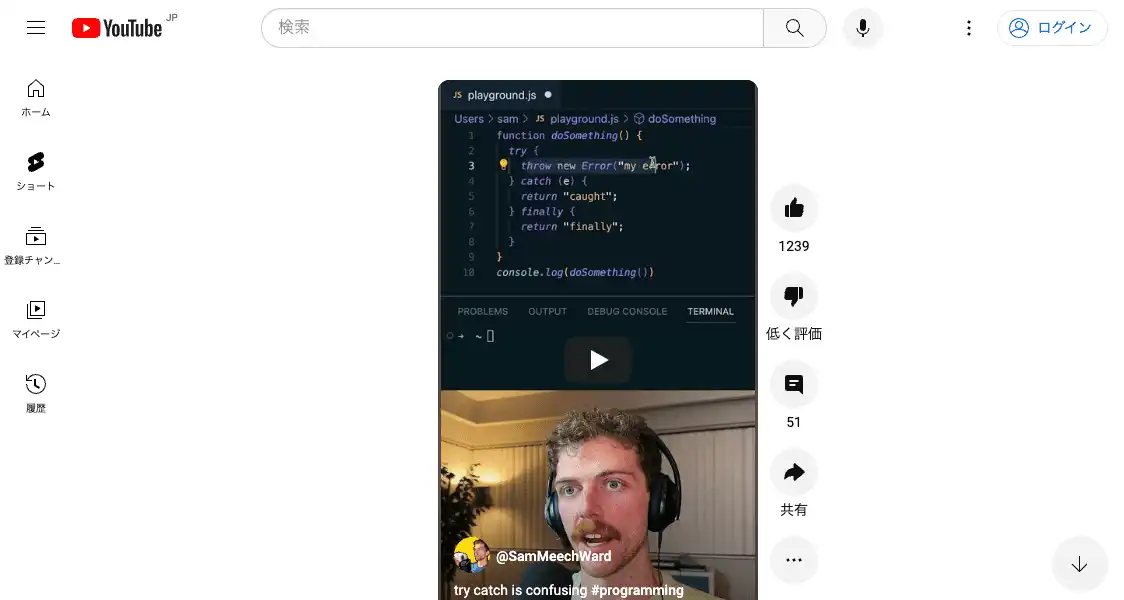 YouTube JP
検索
ログイン
ホーム
ショート
登録チャン...
マイページ
履歴
JS playground.js
Users > sam > JS playground.js > doSomething
1 function doSomething() {
2 try {
3 throw new Error("my error");
4 } catch (e) {
5 return "caught";
6 } finally {
7 return "finally";
8 }
9 }
10 console.log(doSomething())
PROBLEMS OUTPUT DEBUG CONSOLE TERMINAL
→ ~
@SamMeechWard
try catch is confusing #programming
1239
低く評価
51
共有